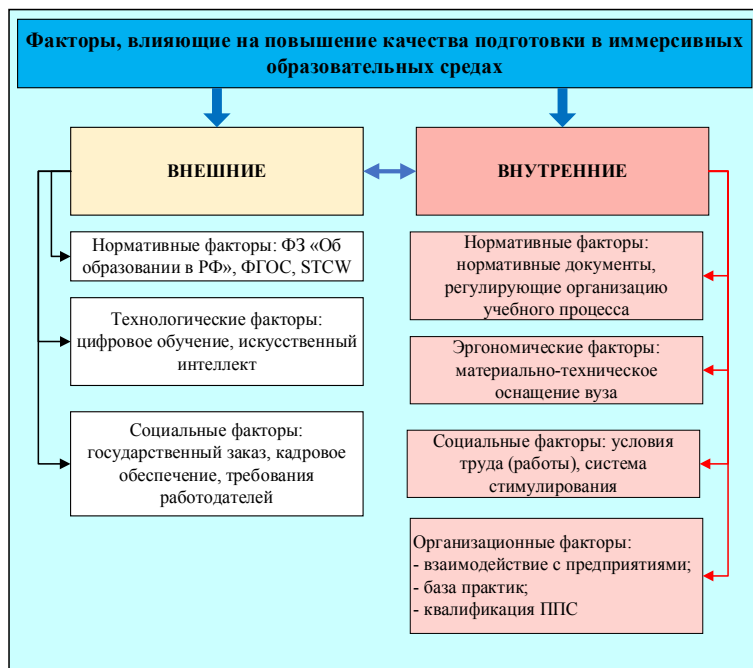 Факторы, влияющие на повышение качества подготовки в иммерсивных
образовательных средах
ВНЕШНИЕ
ВНУТРЕННИЕ
Нормативные факторы: ФЗ «Об
образовании в РФ», ФГОС, STCW
Технологические факторы:
цифровое обучение, искусственный
интеллект
Социальные факторы:
государственный заказ, кадровое
обеспечение, требования
работодателей
Нормативные факторы:
нормативные документы,
регулирующие организацию
учебного процесса
Эргономические факторы:
материально-техническое
оснащение вуза
Социальные факторы: условия
труда (работы), система
стимулирования
Организационные факторы:
- взаимодействие с предприятиями;
- база практик;
- квалификация ППС